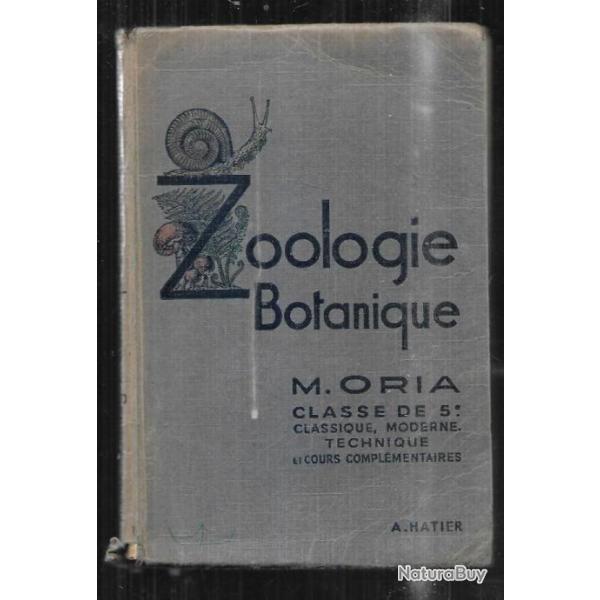 Zoologie
Botanique
M. ORIA
CLASSE DE 5e
CLASSIQUE, MODERNE.
TECHNIQUE
ET COURS COMPLÉMENTAIRES
A. HATIER
NaturaBuy